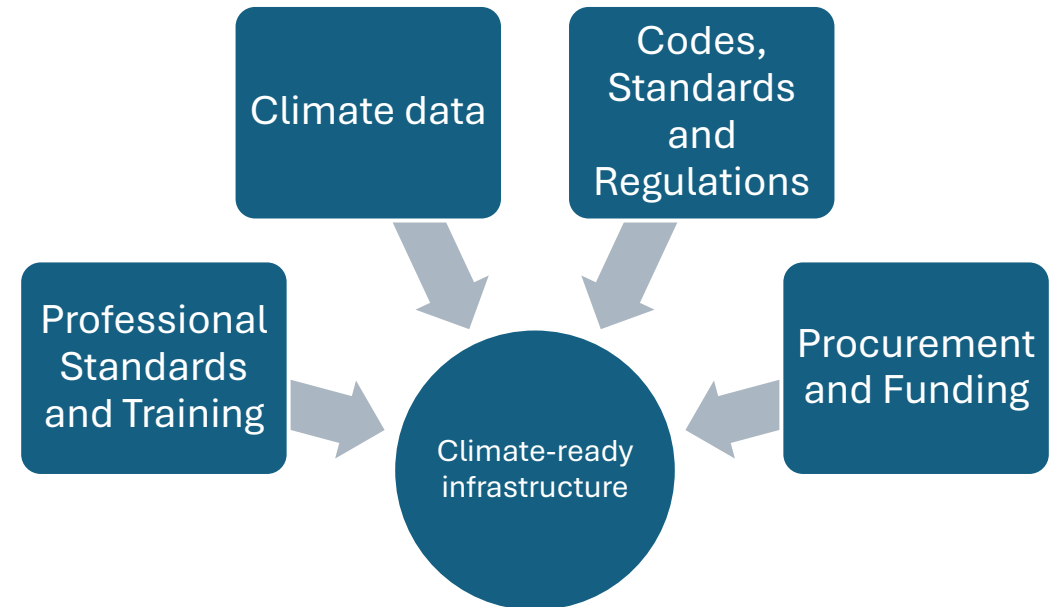 Climate data
Codes,
Standards
and
Regulations
Professional
Standards
and Training
Procurement
and Funding
Climate-ready
infrastructure